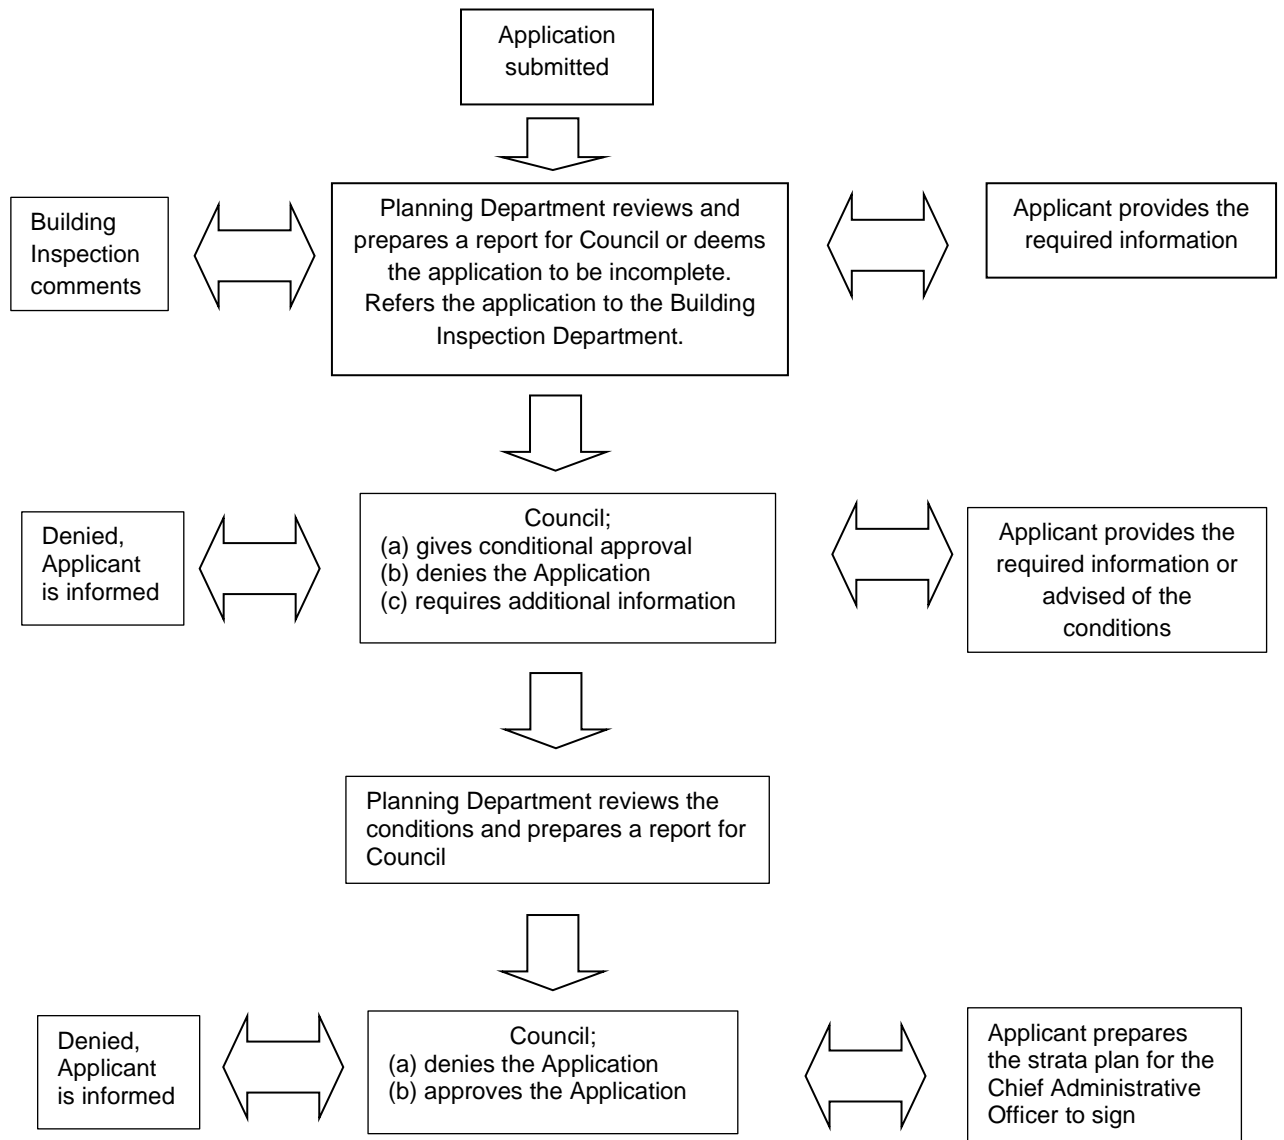 Application
submitted
Building
Inspection
comments
Planning Department reviews and
prepares a report for Council or deems
the application to be incomplete.
Refers the application to the Building
Inspection Department.
Applicant provides the
required information
Denied,
Applicant
is informed
Council;
(a) gives conditional approval
(b) denies the Application
(c) requires additional information
Applicant provides the
required information or
advised of the
conditions
Planning Department reviews the
conditions and prepares a report for
Council
Denied,
Applicant
is informed
Council;
(a) denies the Application
(b) approves the Application
Applicant prepares
the strata plan for the
Chief Administrative
Officer to sign